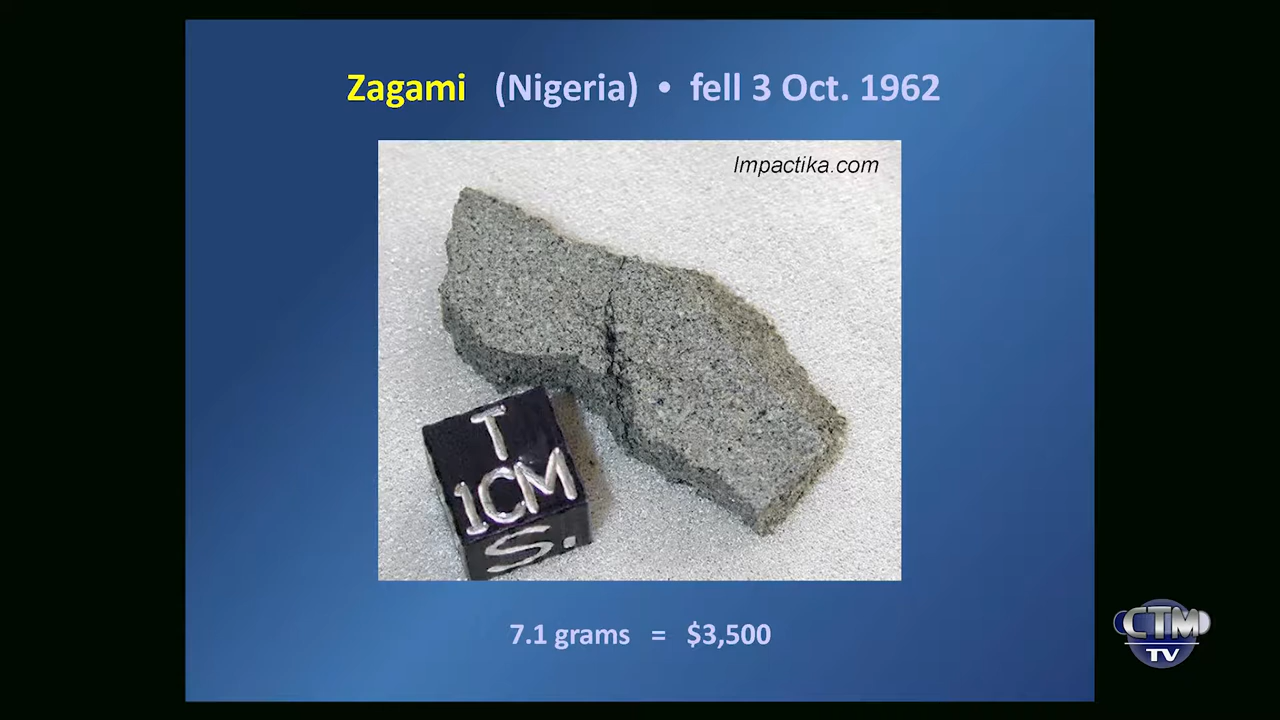 Zagami (Nigeria) • fell 3 Oct. 1962
Impactika.com
T
1CM
S.
7.1 grams = $3,500
CTM
TV